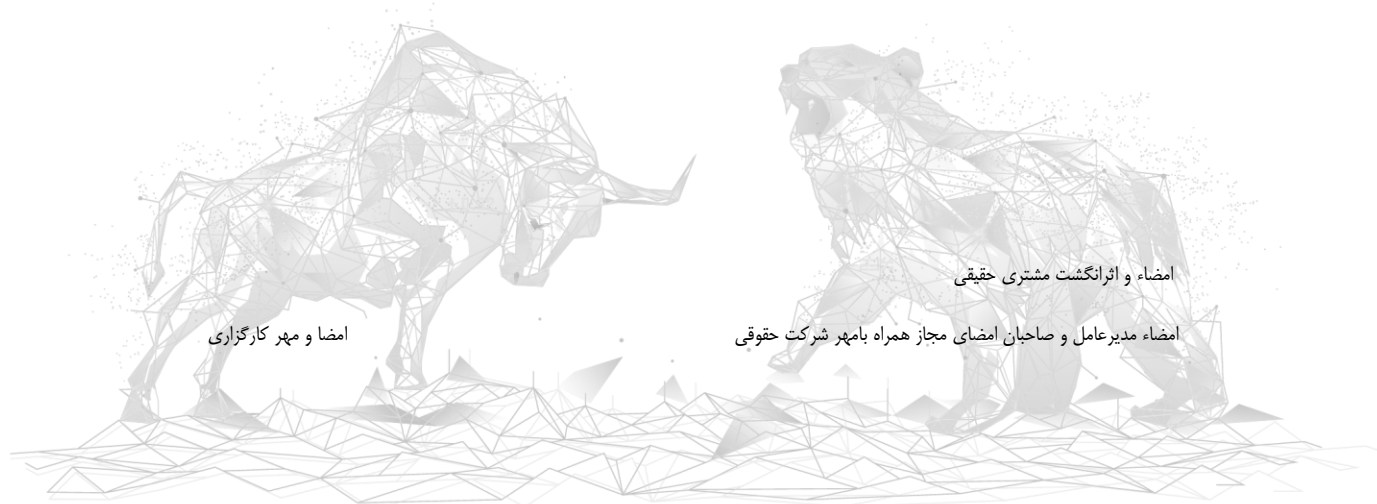 امضاء و اثرانگشت مشتری حقیقی
امضاء مدیرعامل و صاحبان امضای مجاز همراه بامهر شرکت حقوقی
امضا و مهر کارگزاری